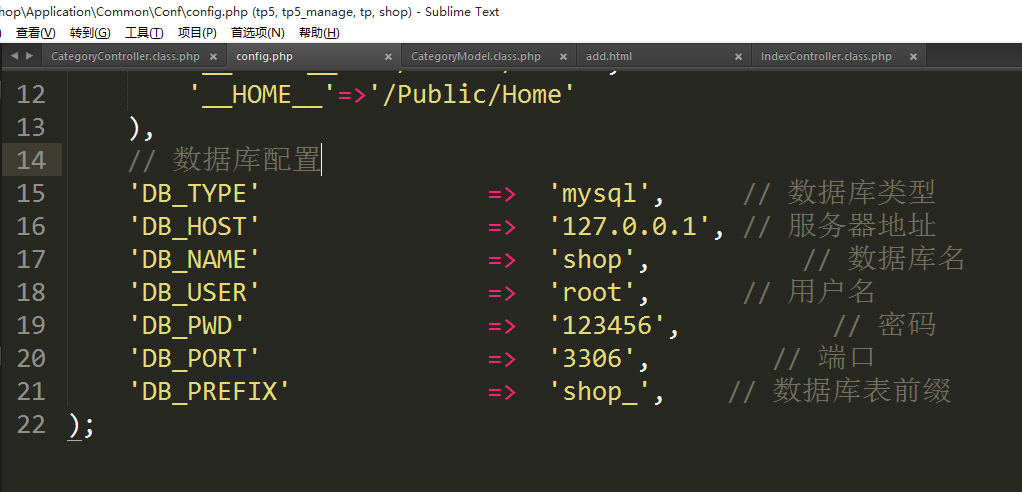 hop\Application\Common\Conf\config.php (tp5, tp5_manage, tp, shop) - Sublime Text
) 查看(V) 转到(G) 工具(T) 项目(P) 首选项(N) 帮助(H)
CategoryController.class.php × config.php × CategoryModel.class.php × add.html × IndexController.class.php ×
12 '__HOME__'=>'/Public/Home'
13 ),
14 // 数据库配置
15 'DB_TYPE' => 'mysql', // 数据库类型
16 'DB_HOST' => '127.0.0.1', // 服务器地址
17 'DB_NAME' => 'shop', // 数据库名
18 'DB_USER' => 'root', // 用户名
19 'DB_PWD' => '123456', // 密码
20 'DB_PORT' => '3306', // 端口
21 'DB_PREFIX' => 'shop_', // 数据库表前缀
22 );